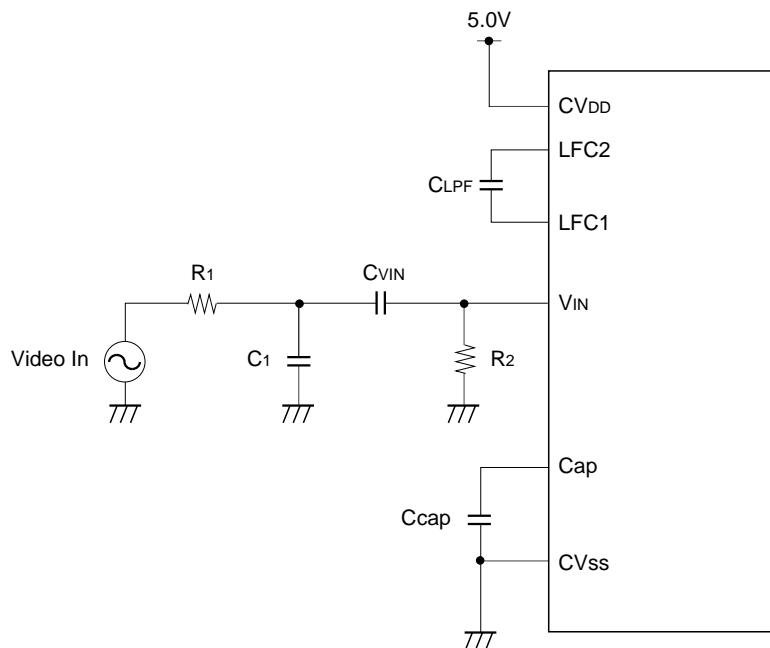 5.0V
CVDD
LFC2
CLPF
LFC1
R1
CVIN
VIN
Video In
C1
R2
Cap
Ccap
CVss